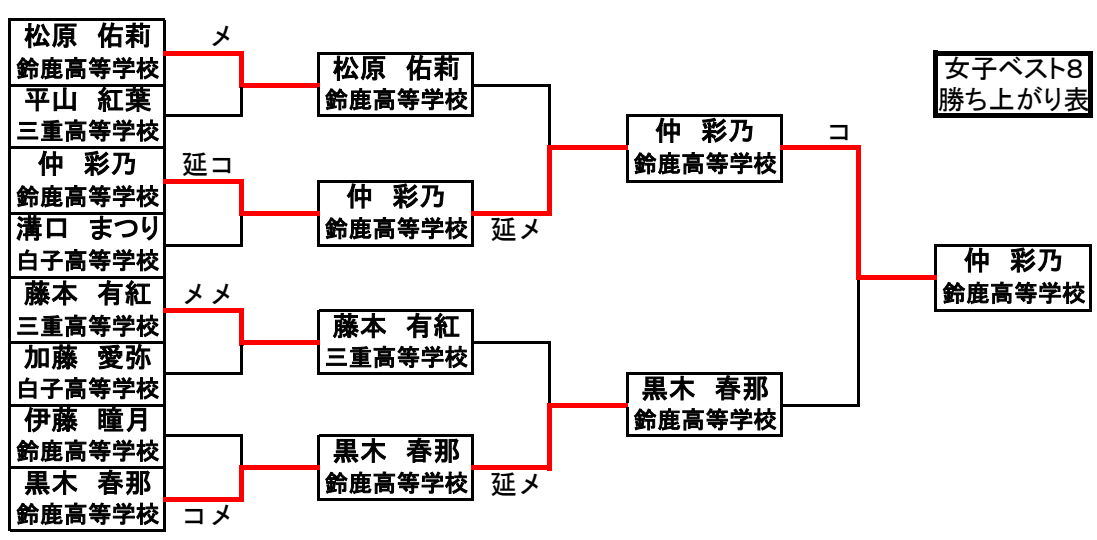 松原 佑莉
鈴鹿高等学校
平山 紅葉
三重高等学校
仲 彩乃
鈴鹿高等学校
溝口 まつり
白子高等学校
藤本 有紅
三重高等学校
加藤 愛弥
白子高等学校
伊藤 瞳月
鈴鹿高等学校
黒木 春那
鈴鹿高等学校
メ
延コ
メメ
コメ
松原 佑莉
鈴鹿高等学校
仲 彩乃
鈴鹿高等学校
藤本 有紅
三重高等学校
黒木 春那
鈴鹿高等学校
延メ
延メ
仲 彩乃
鈴鹿高等学校
黒木 春那
鈴鹿高等学校
コ
仲 彩乃
鈴鹿高等学校
女子ベスト8
勝ち上がり表